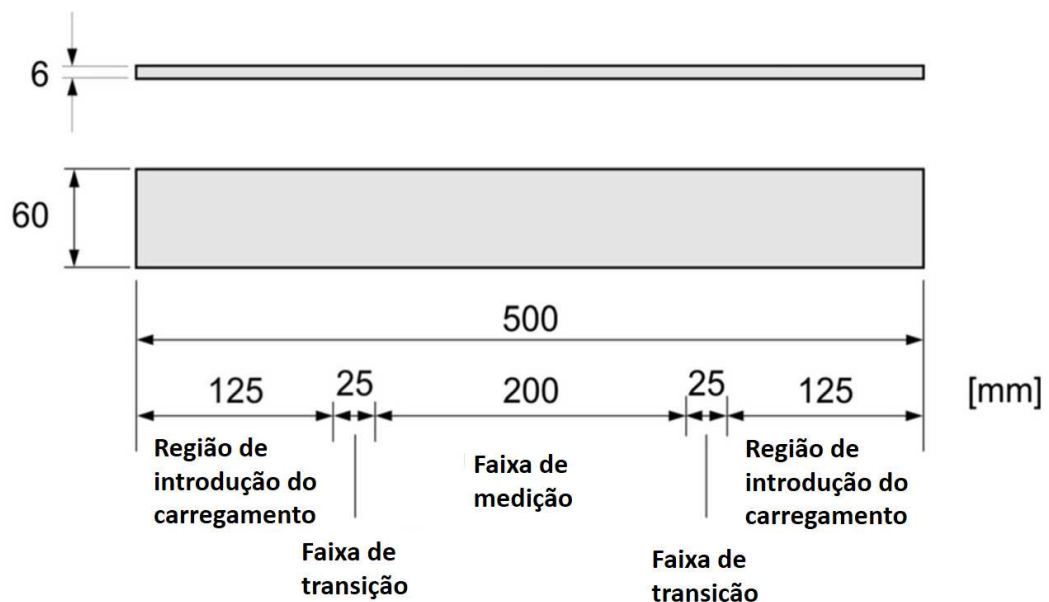 6
60
500
125
25
200
25
125
[mm]
Região de
introdução do
carregamento
Faixa de
medição
Região de
introdução do
carregamento
Faixa de
transição
Faixa de
transição